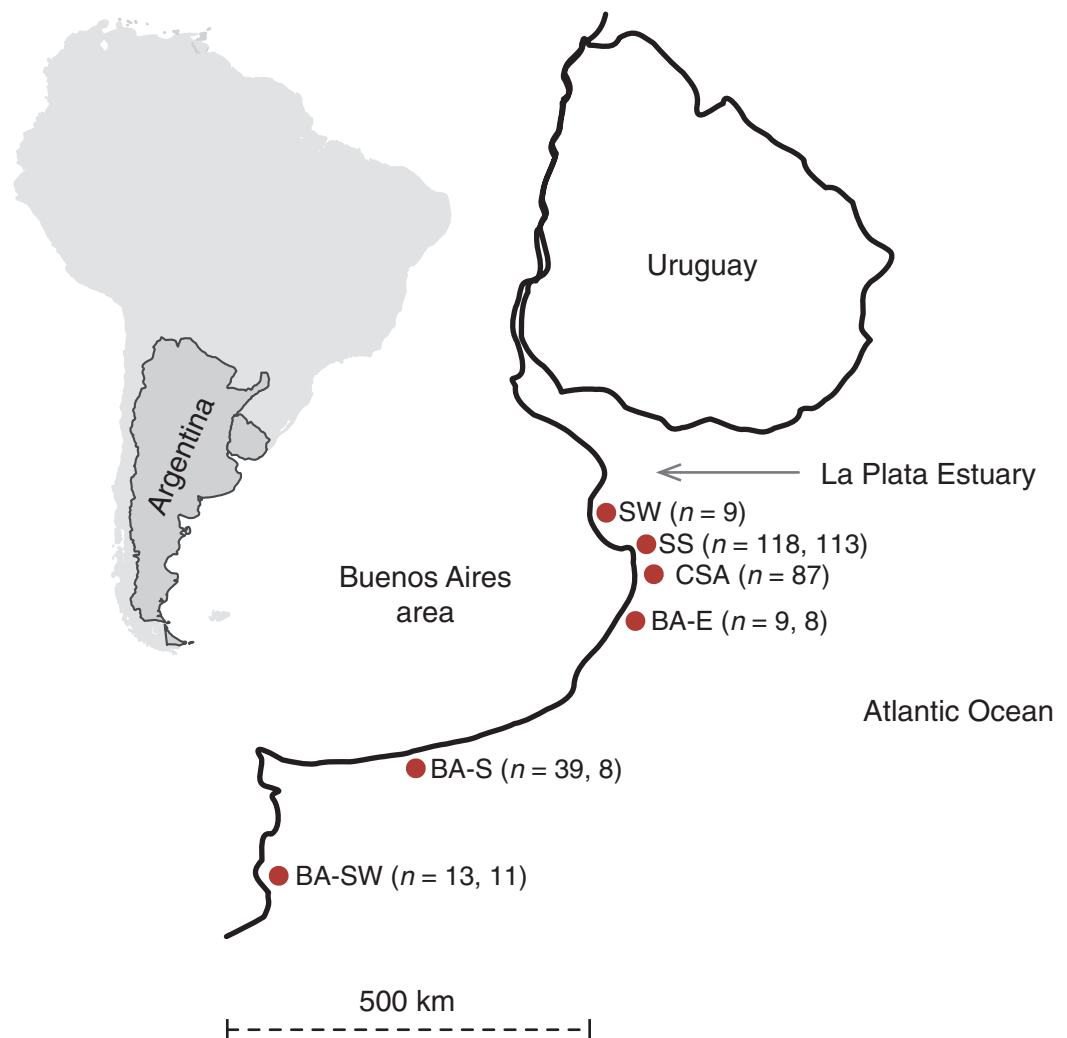 Uruguay
Argentina
La Plata Estuary
SW (n = 9)
SS (n = 118, 113)
CSA (n = 87)
Buenos Aires
area
BA-E (n = 9, 8)
Atlantic Ocean
BA-S (n = 39, 8)
BA-SW (n = 13, 11)
500 km